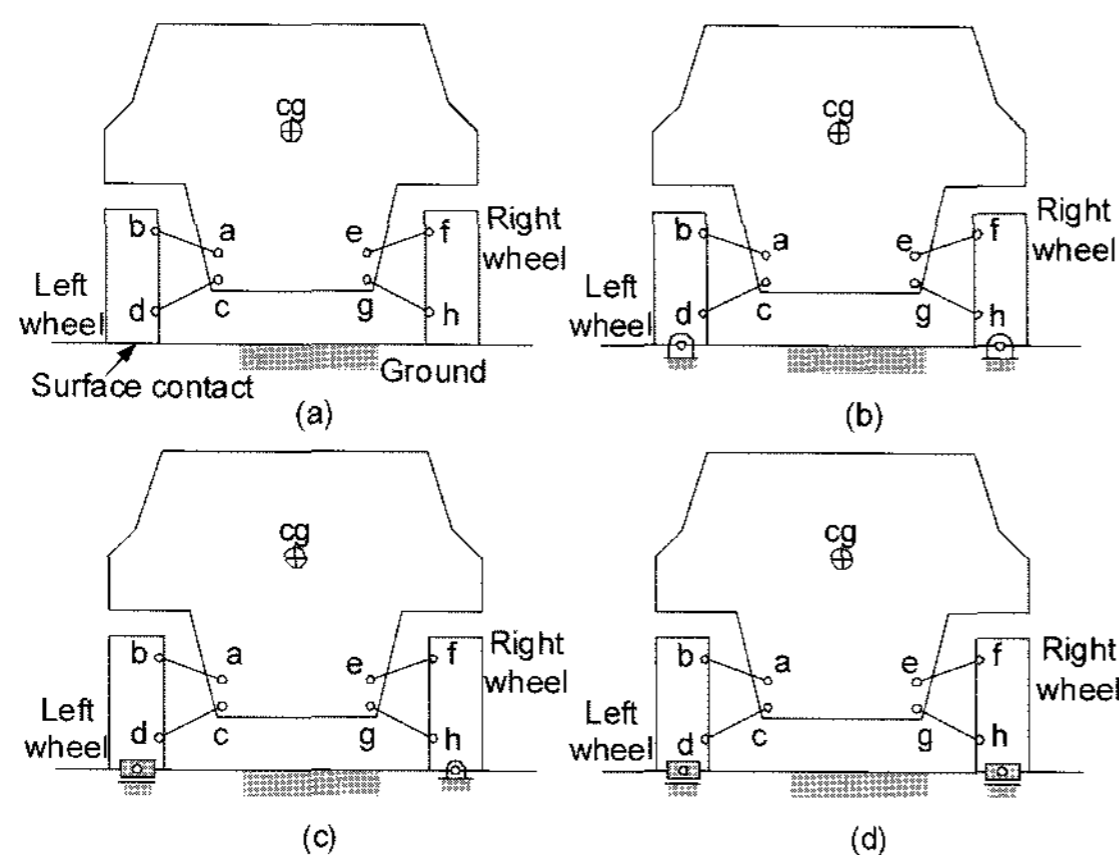 cg
b a e f
Right wheel
Left wheel
d c g h
Surface contact
Ground
(a)
cg
b a e f
Right wheel
Left wheel
d c g h
(b)
cg
b a e f
Right wheel
Left wheel
d c g h
(c)
cg
b a e f
Right wheel
Left wheel
d c g h
(d)